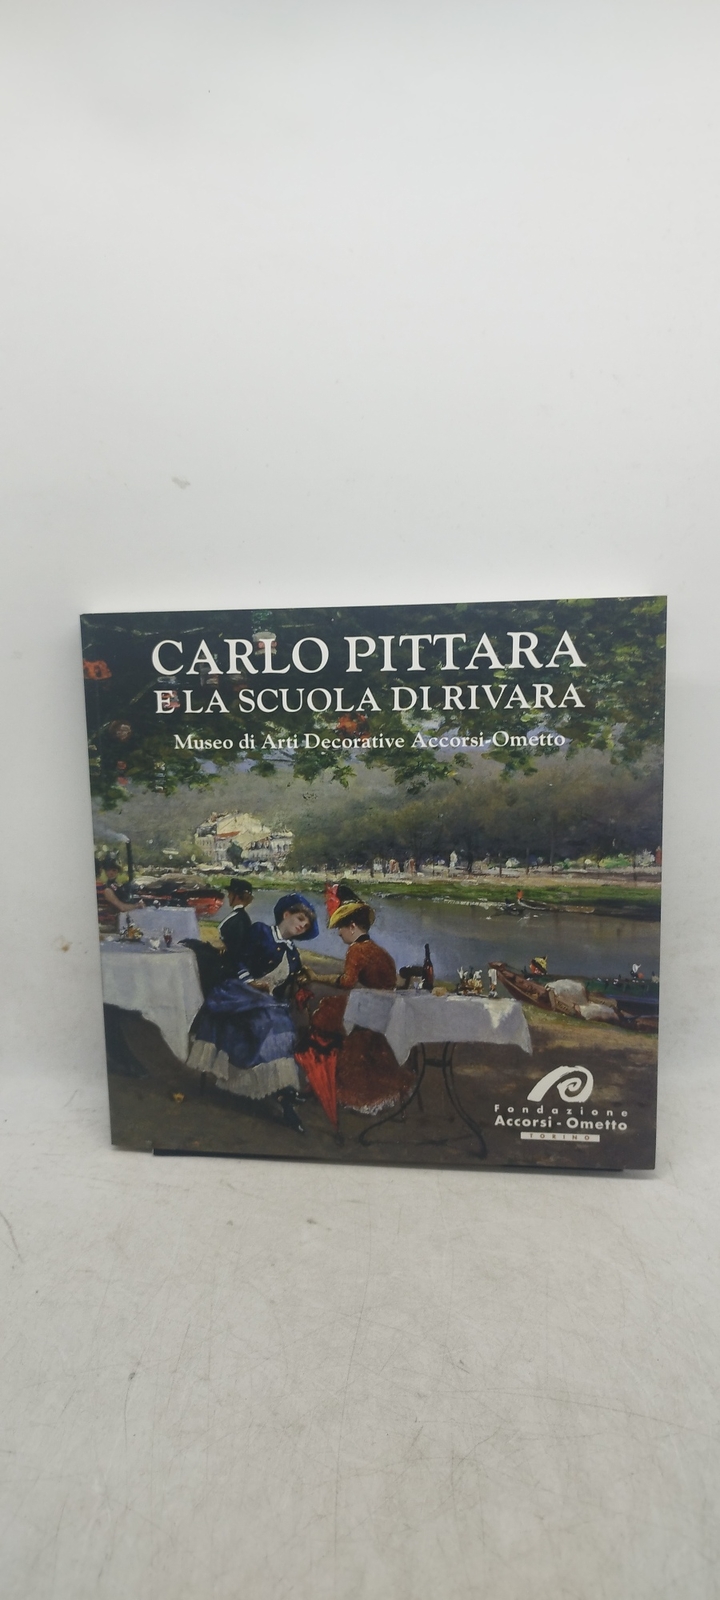 CARLO PITTARA
E LA SCUOLA DI RIVARA
Museo di Arti Decorative Accorsi-Ometto
Fondazione
Accorsi - Ometto
TORINO